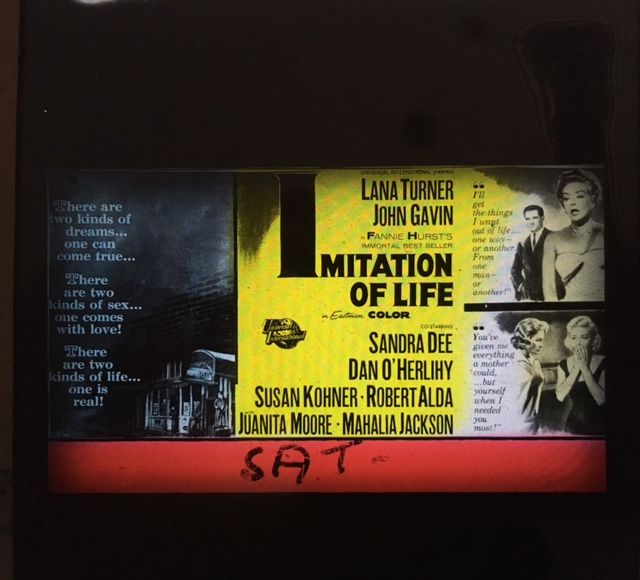 There are
two kinds of
dreams...
one can
come true...
There
are two
kinds of sex...
one comes
with love!
There
are two
kinds of life...
one is
real!
UNIVERSAL INTERNATIONAL presents
LANA TURNER
JOHN GAVIN
in FANNIE HURST'S
IMMORTAL BEST SELLER
IMITATION
OF LIFE
in Eastman COLOR
Universal
International
CO-STARRING
SANDRA DEE
DAN O'HERLIHY
SUSAN KOHNER · ROBERT ALDA
JUANITA MOORE · MAHALIA JACKSON
"I'll
get
the things
I want
out of life...
one way—
or another.
From
one
man—
or
another!"
"You've
given me
everything
a mother
could,
...but
yourself
when I
needed
you
most!"
SAT-